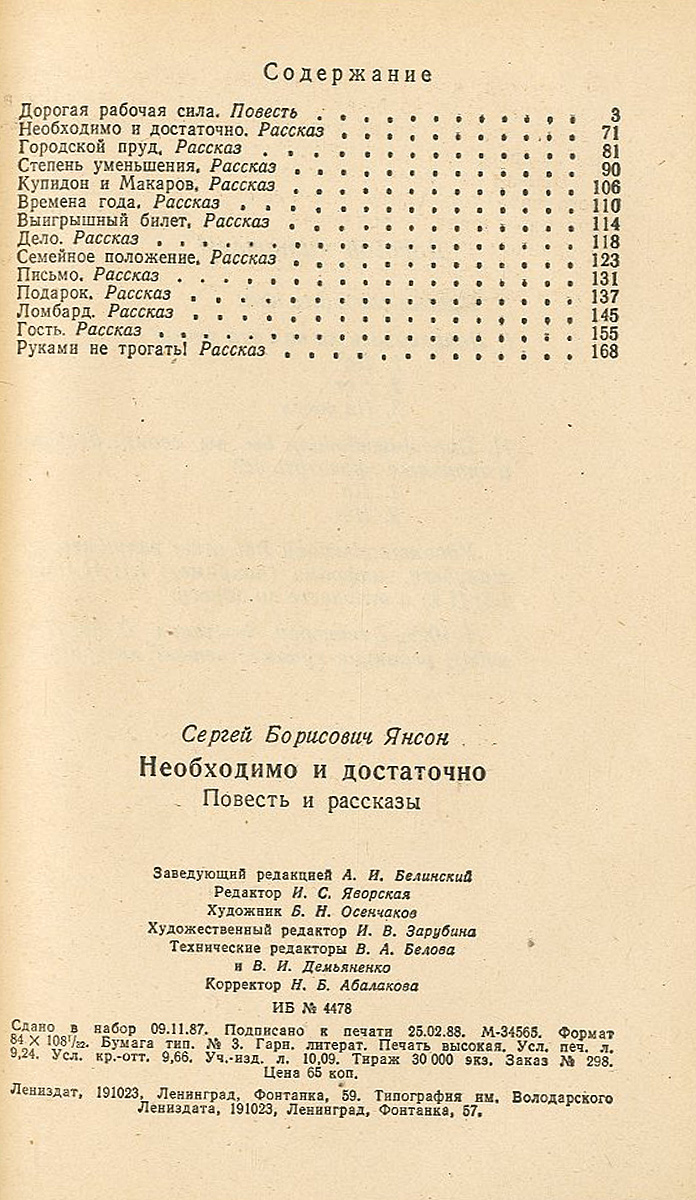 Содержание
Дорогая рабочая сила. Повесть . . . . . . . . . . . . 3
Необходимо и достаточно. Рассказ . . . . . . . . . . . 71
Городской пруд. Рассказ . . . . . . . . . . . . . 81
Степень уменьшения. Рассказ . . . . . . . . . . . . 90
Купидон и Макаров. Рассказ . . . . . . . . . . . . 106
Времена года. Рассказ . . . . . . . . . . . . . . 110
Выигрышный билет. Рассказ . . . . . . . . . . . . . 114
Дело. Рассказ . . . . . . . . . . . . . . . . . . 118
Семейное положение. Рассказ . . . . . . . . . . . . 123
Письмо. Рассказ . . . . . . . . . . . . . . . . . 131
Подарок. Рассказ . . . . . . . . . . . . . . . . 137
Ломбард. Рассказ . . . . . . . . . . . . . . . . 145
Гость. Рассказ . . . . . . . . . . . . . . . . . 155
Руками не трогать! Рассказ . . . . . . . . . . . . 168
Сергей Борисович Янсон
Необходимо и достаточно
Повесть и рассказы
Заведующий редакцией А. И. Белинский
Редактор И. С. Яворская
Художник Б. Н. Осенчаков
Художественный редактор И. В. Зарубина
Технические редакторы В. А. Белова
и В. И. Демьяненко
Корректор Н. Б. Абалакова
ИБ № 4478
Сдано в набор 09.11.87. Подписано к печати 25.02.88. М-34565. Формат
84 × 108¹/₃₂. Бумага тип. № 3. Гарн. литерат. Печать высокая. Усл. печ. л.
9,24. Усл. кр.-отт. 9,66. Уч.-изд. л. 10,09. Тираж 30 000 экз. Заказ № 298.
Цена 65 коп.
Лениздат, 191023, Ленинград, Фонтанка, 59. Типография им. Володарского
Лениздата, 191023, Ленинград, Фонтанка, 57.